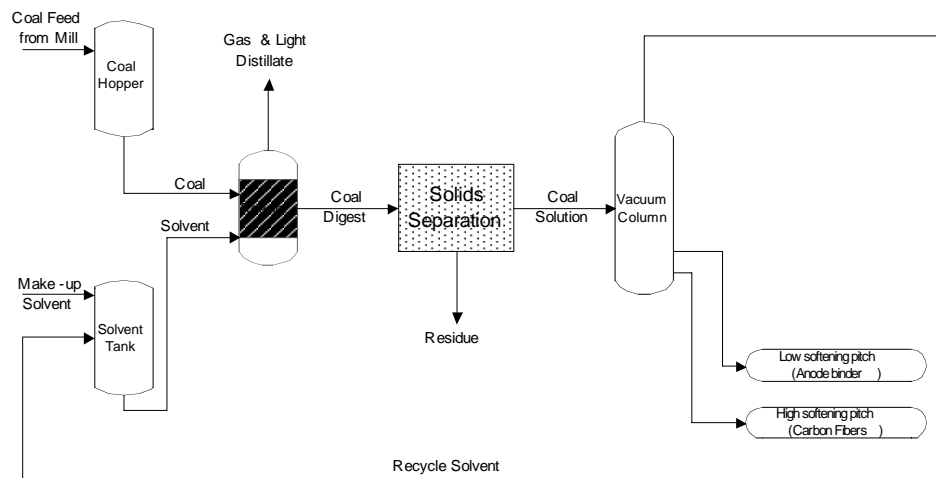 Coal Feed
from Mill
Coal
Hopper
Gas & Light
Distillate
Coal
Solvent
Coal
Digest
Solids
Separation
Coal
Solution
Vacuum
Column
Make -up
Solvent
Solvent
Tank
Residue
Low softening pitch
(Anode binder )
High softening pitch
(Carbon Fibers )
Recycle Solvent